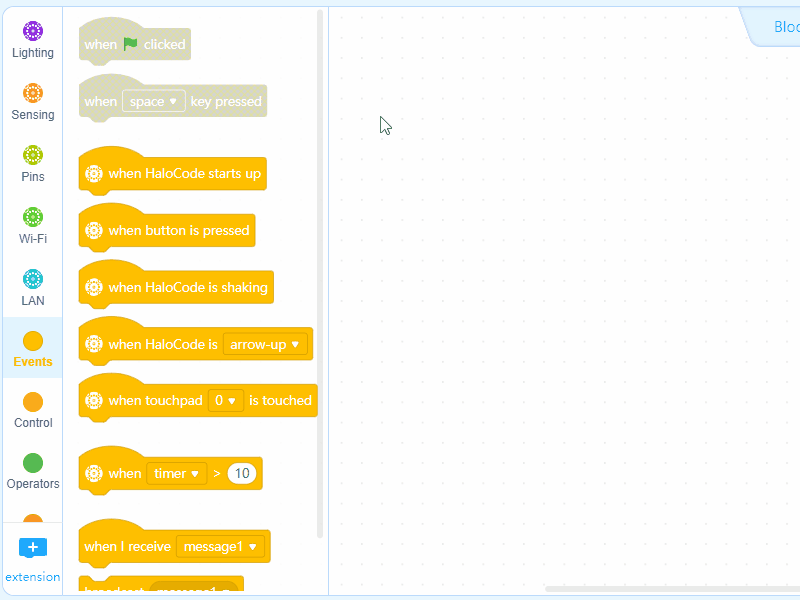 Lighting
Sensing
Pins
Wi-Fi
LAN
Events
Control
Operators
extension
when clicked
when space ▼ key pressed
when HaloCode starts up
when button is pressed
when HaloCode is shaking
when HaloCode is arrow-up ▼
when touchpad 0 ▼ is touched
when timer ▼ > 10
when I receive message1 ▼
broadcast message1 ▼